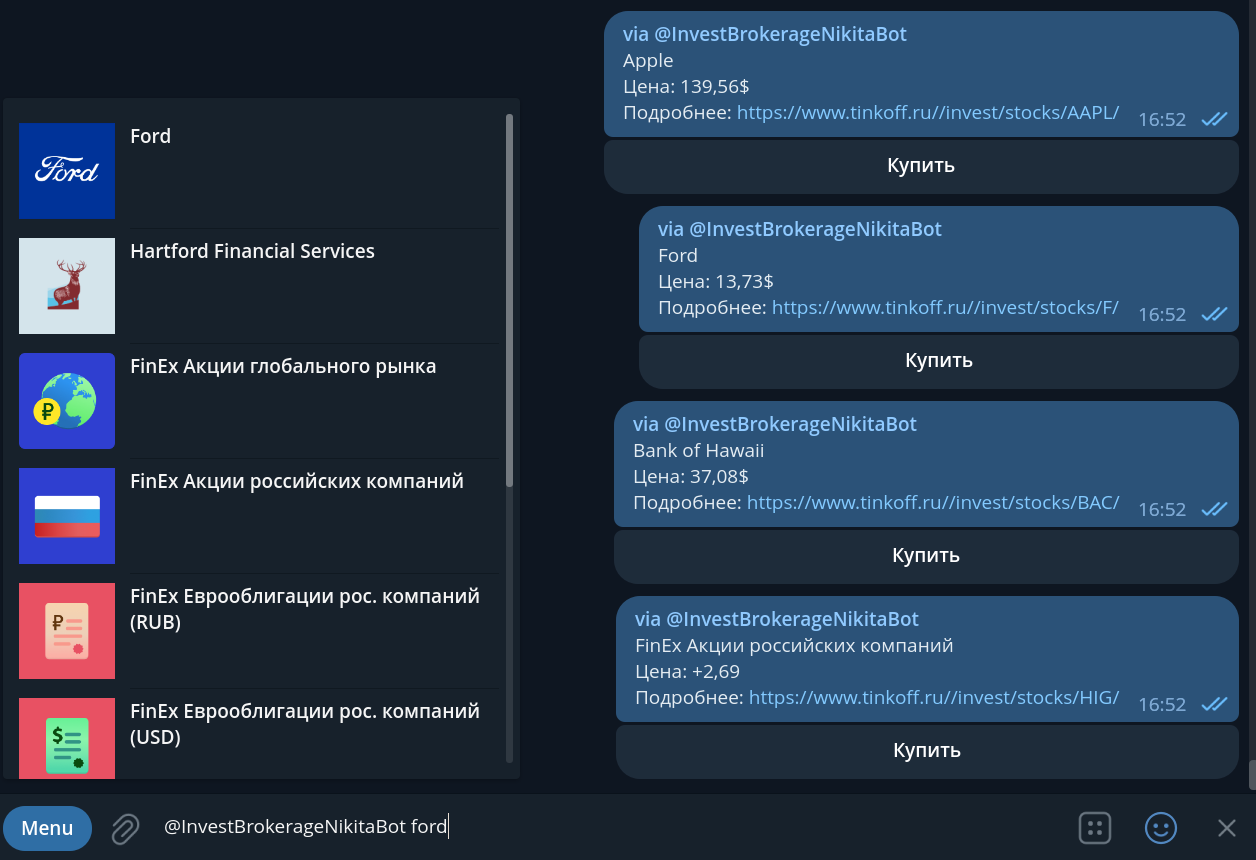 Ford
Ford
Hartford Financial Services
FinEx Акции глобального рынка
₽
FinEx Акции российских компаний
₽
FinEx Еврооблигации рос. компаний
(RUB)
$
FinEx Еврооблигации рос. компаний
(USD)
via @InvestBrokerageNikitaBot
Apple
Цена: 139,56$
Подробнее: https://www.tinkoff.ru//invest/stocks/AAPL/ 16:52
Купить
via @InvestBrokerageNikitaBot
Ford
Цена: 13,73$
Подробнее: https://www.tinkoff.ru//invest/stocks/F/ 16:52
Купить
via @InvestBrokerageNikitaBot
Bank of Hawaii
Цена: 37,08$
Подробнее: https://www.tinkoff.ru//invest/stocks/BAC/ 16:52
Купить
via @InvestBrokerageNikitaBot
FinEx Акции российских компаний
Цена: +2,69
Подробнее: https://www.tinkoff.ru//invest/stocks/HIG/ 16:52
Купить
Menu @InvestBrokerageNikitaBot ford